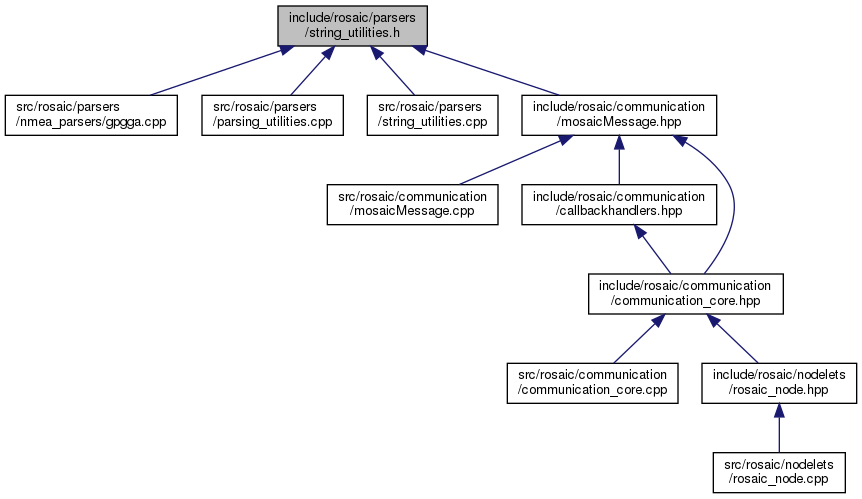 include/rosaic/parsers
/string_utilities.h
src/rosaic/parsers
/nmea_parsers/gpgga.cpp
src/rosaic/parsers
/parsing_utilities.cpp
src/rosaic/parsers
/string_utilities.cpp
include/rosaic/communication
/mosaicMessage.hpp
src/rosaic/communication
/mosaicMessage.cpp
include/rosaic/communication
/callbackhandlers.hpp
include/rosaic/communication
/communication_core.hpp
src/rosaic/communication
/communication_core.cpp
include/rosaic/nodelets
/rosaic_node.hpp
src/rosaic/nodelets
/rosaic_node.cpp